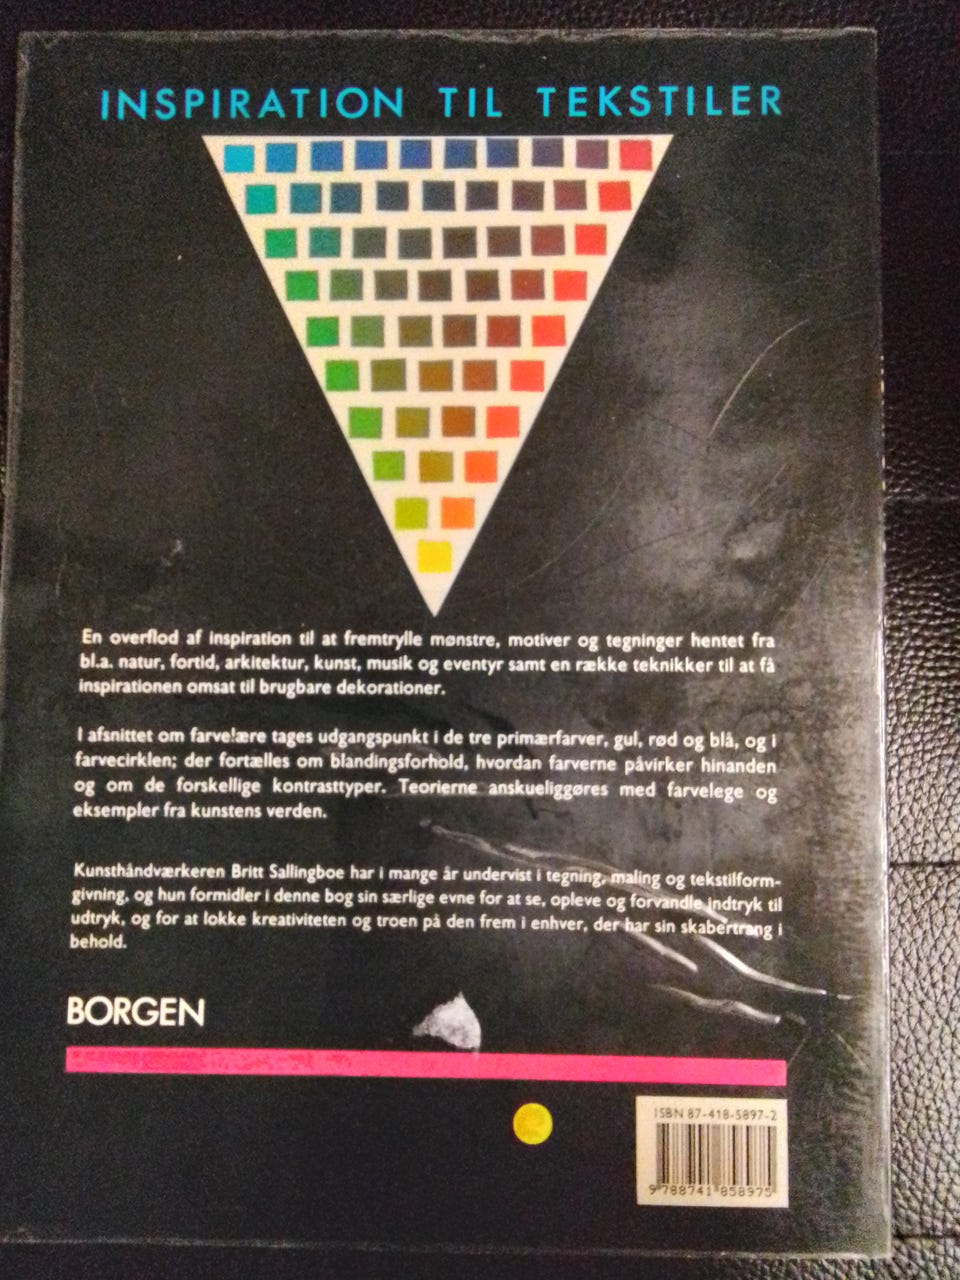 INSPIRATION TIL TEKSTILER
En overflod af inspiration til at fremtrylle mønstre, motiver og tegninger hentet fra
bl.a. natur, fortid, arkitektur, kunst, musik og eventyr samt en række teknikker til at få
inspirationen omsat til brugbare dekorationer.
I afsnittet om farvelære tages udgangspunkt i de tre primærfarver, gul, rød og blå, og i
farvecirklen; der fortælles om blandingsforhold, hvordan farverne påvirker hinanden
og om de forskellige kontrasttyper. Teorierne anskueliggøres med farvelege og
eksempler fra kunstens verden.
Kunsthåndværkeren Britt Sallingboe har i mange år undervist i tegning, maling og tekstilform-
givning, og hun formidler i denne bog sin særlige evne for at se, opleve og forvandle indtryk til
udtryk, og for at lokke kreativiteten og troen på den frem i enhver, der har sin skabertrang i
behold.
BORGEN
ISBN 87-418-5897-2
9 788741 858975